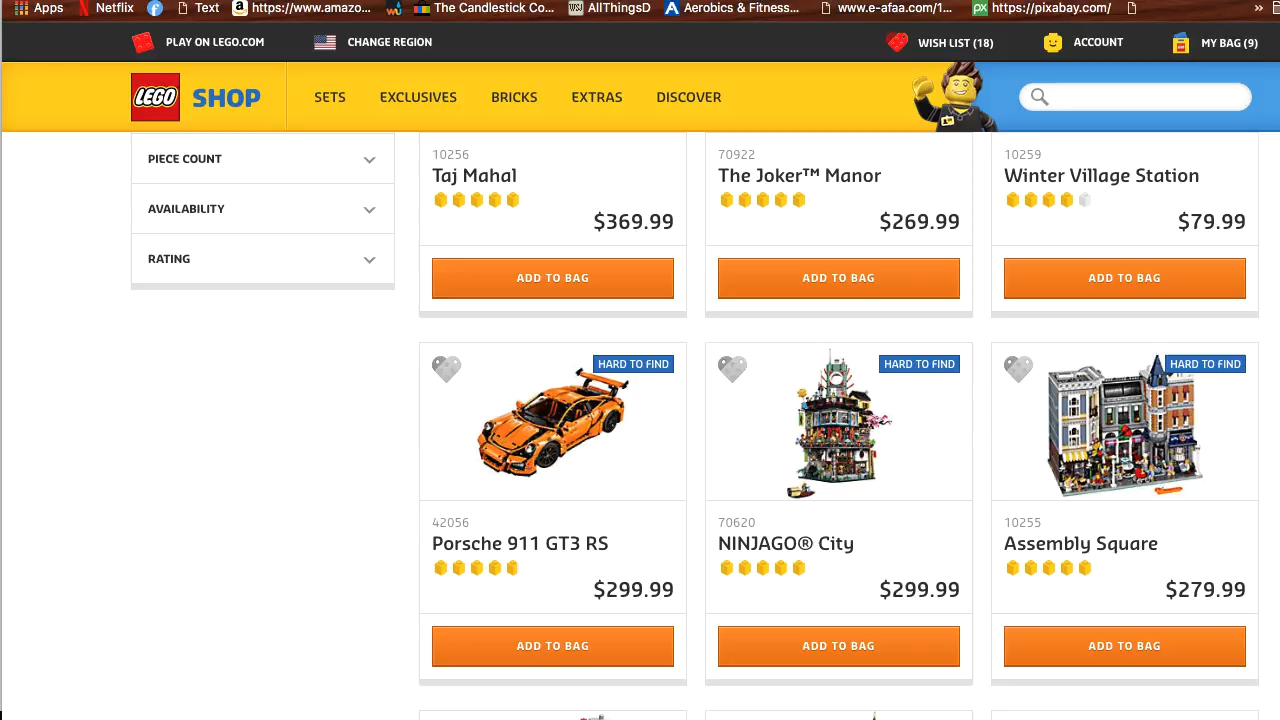 Apps Netflix Text https://www.amazo... The Candlestick Co... WSJ AllThingsD Aerobics & Fitness... www.e-afaa.com/1... px https://pixabay.com/ »
PLAY ON LEGO.COM CHANGE REGION WISH LIST (18) ACCOUNT MY BAG (9)
LEGO SHOP SETS EXCLUSIVES BRICKS EXTRAS DISCOVER
PIECE COUNT
AVAILABILITY
RATING
10256
Taj Mahal
$369.99
ADD TO BAG
70922
The Joker™ Manor
$269.99
ADD TO BAG
10259
Winter Village Station
$79.99
ADD TO BAG
HARD TO FIND
42056
Porsche 911 GT3 RS
$299.99
ADD TO BAG
HARD TO FIND
70620
NINJAGO® City
$299.99
ADD TO BAG
HARD TO FIND
10255
Assembly Square
$279.99
ADD TO BAG